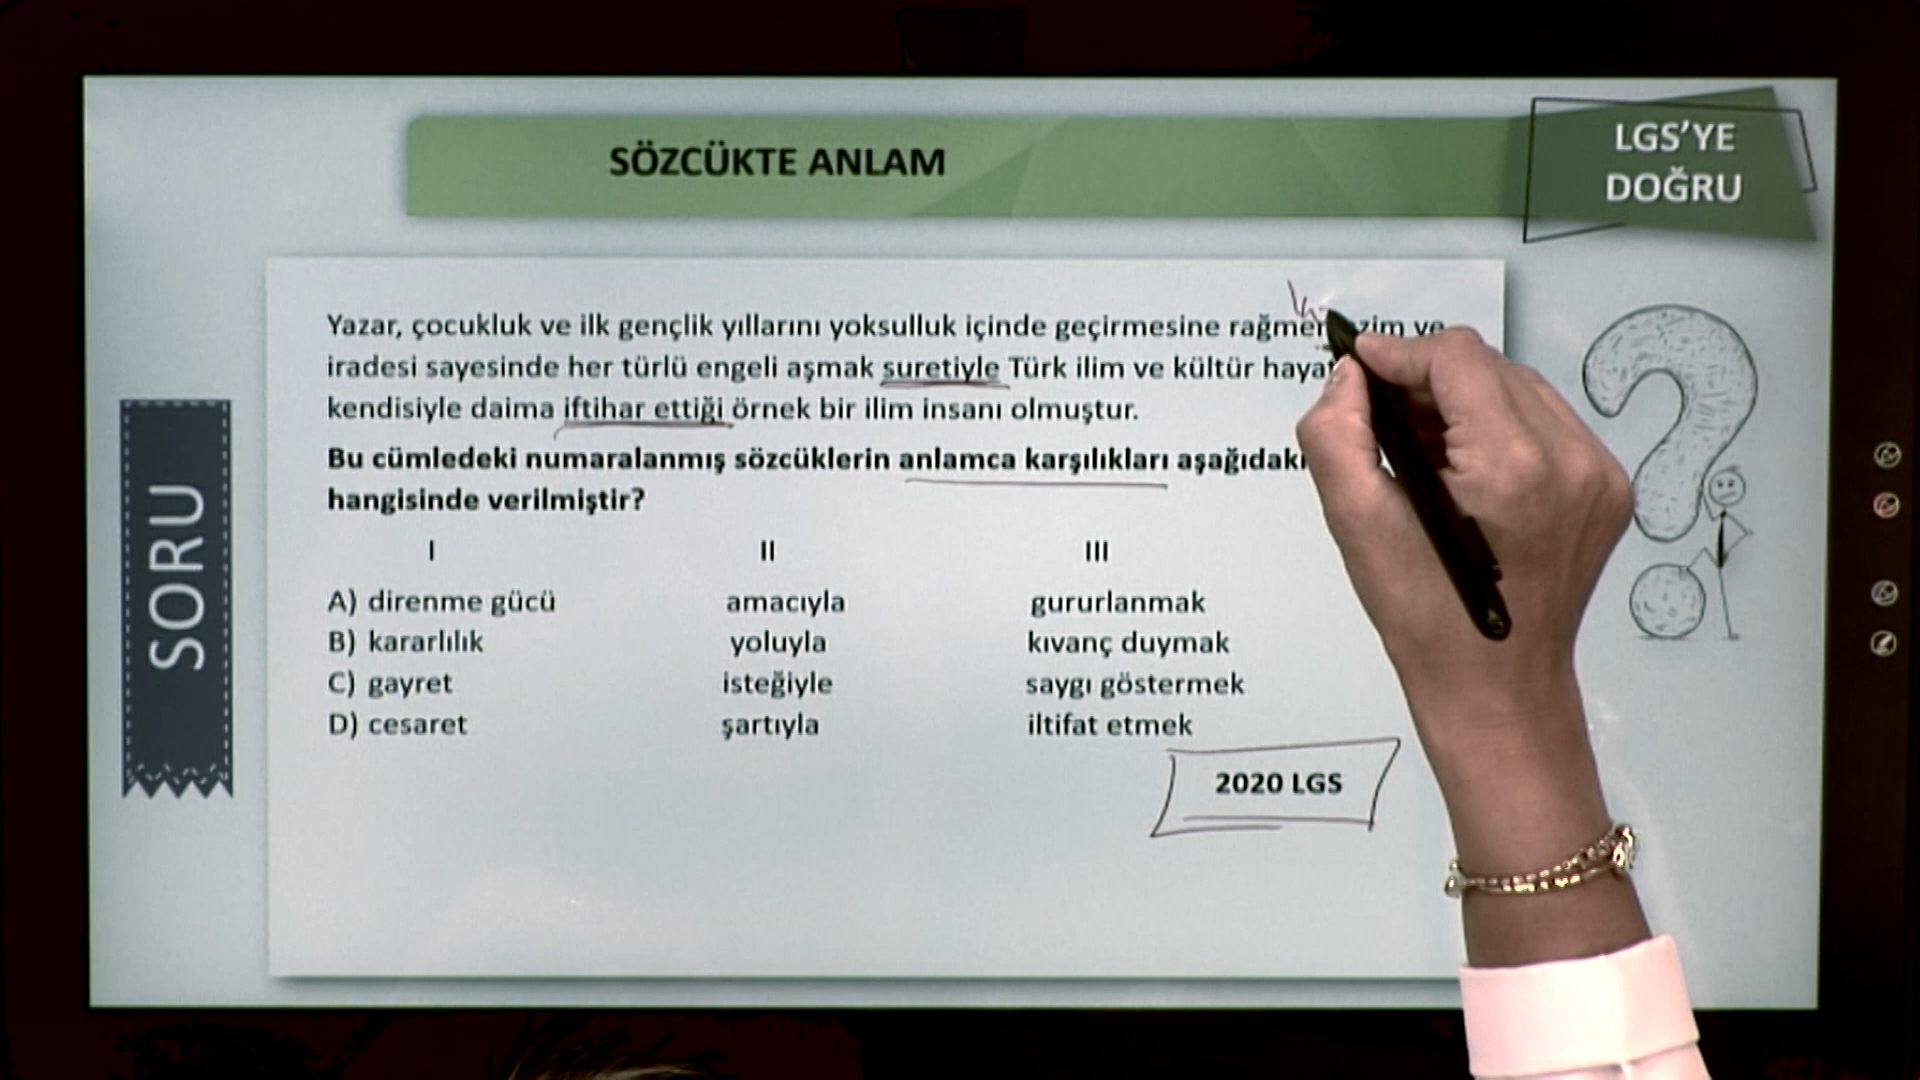 SÖZCÜKTE ANLAM
LGS'YE
DOĞRU
SORU
Yazar, çocukluk ve ilk gençlik yıllarını yoksulluk içinde geçirmesine ve
iradesi sayesinde her türlü engeli aşmak suretiyle Türk ilim ve kültür
kendisiyle daima iftihar ettiği örnek bir ilim insanı olmuştur.
Bu cümledeki numaralanmış sözcüklerin anlamca karşılıkları
hangisinde verilmiştir?
I II III
A) direnme gücü amacıyla gururlanmak
B) kararlılık yoluyla kıvanç duymak
C) gayret isteğiyle saygı göstermek
D) cesaret şartıyla iltifat etmek
2020 LGS